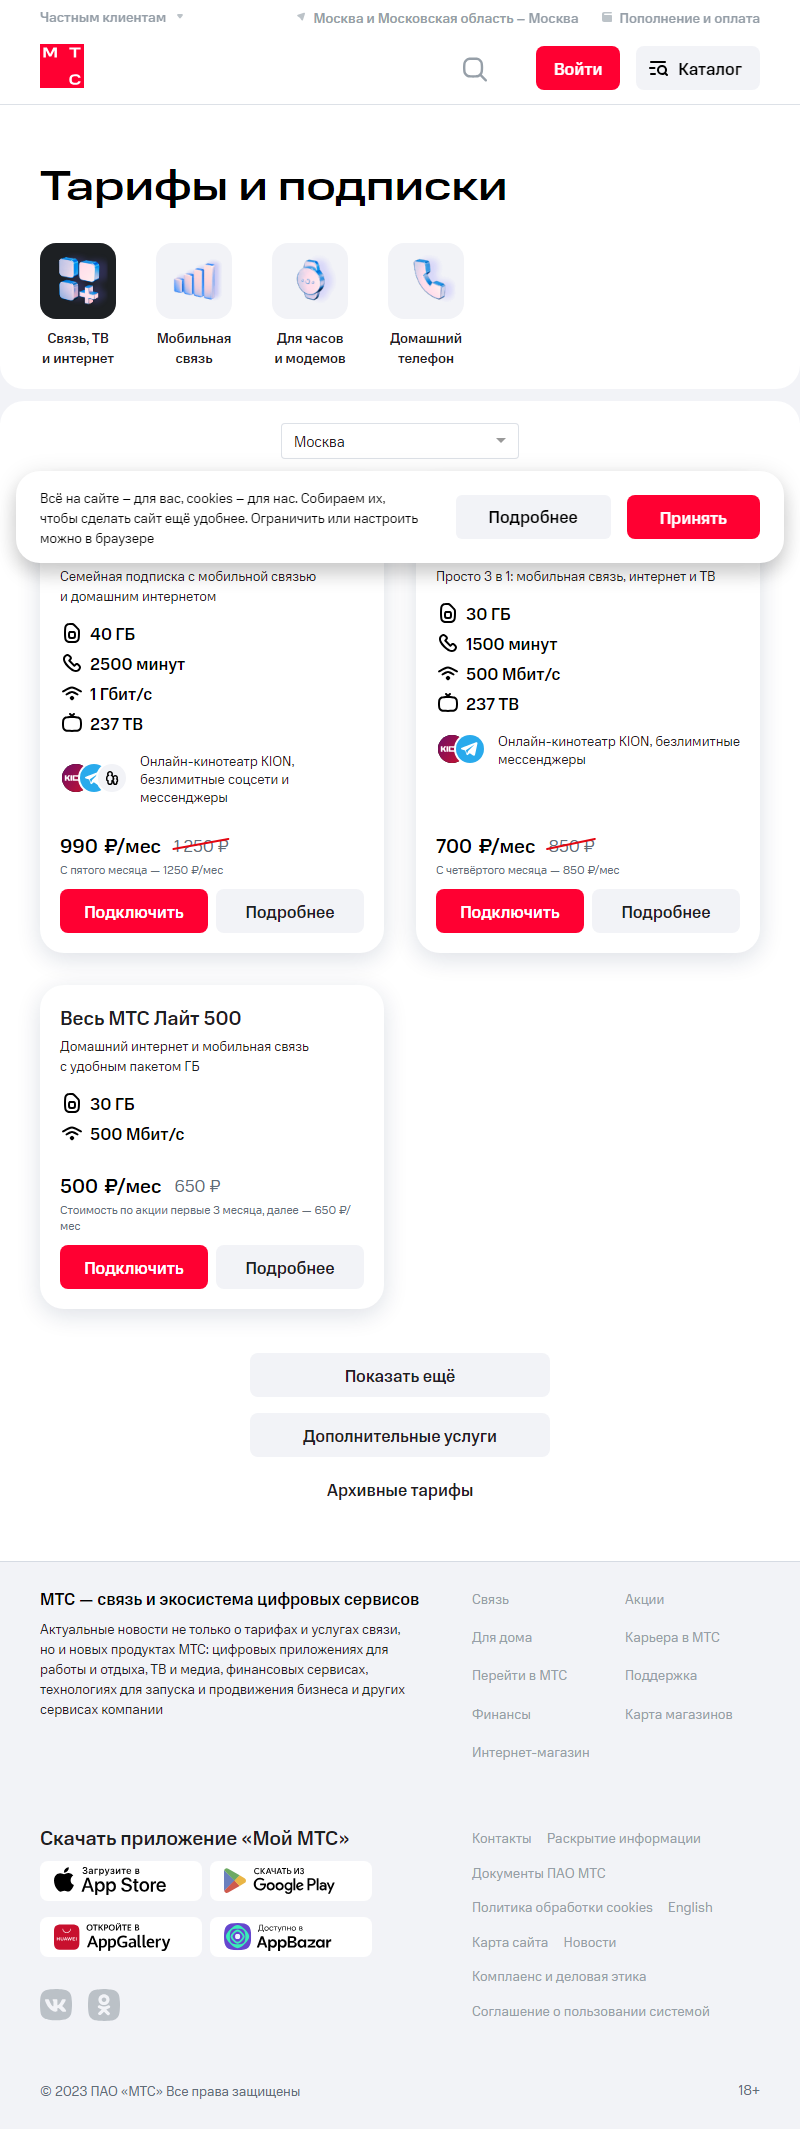 Частным клиентам
Москва и Московская область – Москва
Пополнение и оплата
М Т
С
Войти
Каталог
Тарифы и подписки
Связь, ТВ
и интернет
Мобильная
связь
Для часов
и модемов
Домашний
телефон
Москва
Всё на сайте – для вас, cookies – для нас. Собираем их,
чтобы сделать сайт ещё удобнее. Ограничить или настроить
можно в браузере
Подробнее
Принять
Семейная подписка с мобильной связью
и домашним интернетом
40 ГБ
2500 минут
1 Гбит/с
237 ТВ
KIC
Онлайн-кинотеатр KION,
безлимитные соцсети и
мессенджеры
990 ₽/мес 1 250 ₽
С пятого месяца — 1250 ₽/мес
Подключить
Подробнее
Просто 3 в 1: мобильная связь, интернет и ТВ
30 ГБ
1500 минут
500 Мбит/с
237 ТВ
KIC
Онлайн-кинотеатр KION, безлимитные
мессенджеры
700 ₽/мес 850 ₽
С четвёртого месяца — 850 ₽/мес
Подключить
Подробнее
Весь МТС Лайт 500
Домашний интернет и мобильная связь
с удобным пакетом ГБ
30 ГБ
500 Мбит/с
500 ₽/мес 650 ₽
Стоимость по акции первые 3 месяца, далее — 650 ₽/
мес
Подключить
Подробнее
Показать ещё
Дополнительные услуги
Архивные тарифы
МТС — связь и экосистема цифровых сервисов
Актуальные новости не только о тарифах и услугах связи,
но и новых продуктах МТС: цифровых приложениях для
работы и отдыха, ТВ и медиа, финансовых сервисах,
технологиях для запуска и продвижения бизнеса и других
сервисах компании
Связь
Для дома
Перейти в МТС
Финансы
Интернет-магазин
Акции
Карьера в МТС
Поддержка
Карта магазинов
Скачать приложение «Мой МТС»
Загрузите в
App Store
СКАЧАТЬ ИЗ
Google Play
HUAWEI
ОТКРОЙТЕ В
AppGallery
Доступно в
AppBazar
Контакты Раскрытие информации
Документы ПАО МТС
Политика обработки cookies English
Карта сайта Новости
Комплаенс и деловая этика
Соглашение о пользовании системой
© 2023 ПАО «МТС» Все права защищены
18+